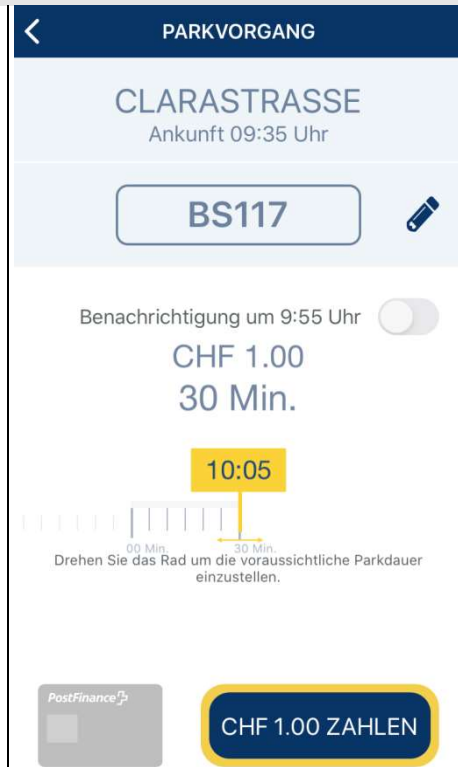 PARKVORGANG
CLARASTRASSE
Ankunft 09:35 Uhr
BS117
Benachrichtigung um 9:55 Uhr
CHF 1.00
30 Min.
10:05
00 Min. 30 Min.
Drehen Sie das Rad um die voraussichtliche Parkdauer
einzustellen.
PostFinance
CHF 1.00 ZAHLEN